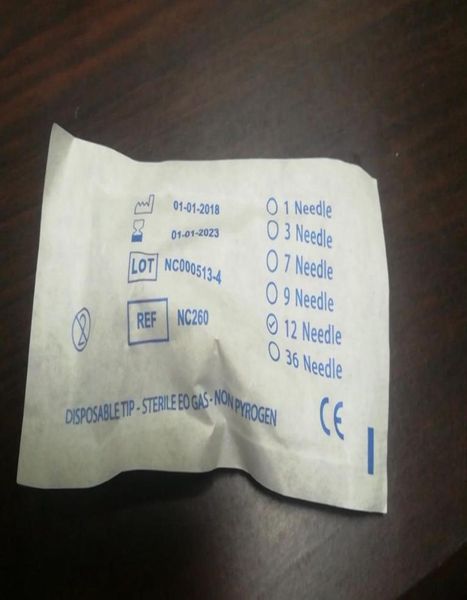 01-01-2018
01-01-2023
LOT NC000513-4
REF NC260
1 Needle
3 Needle
7 Needle
9 Needle
12 Needle
36 Needle
2
DISPOSABLE TIP - STERILE EO GAS - NON PYROGEN
CE